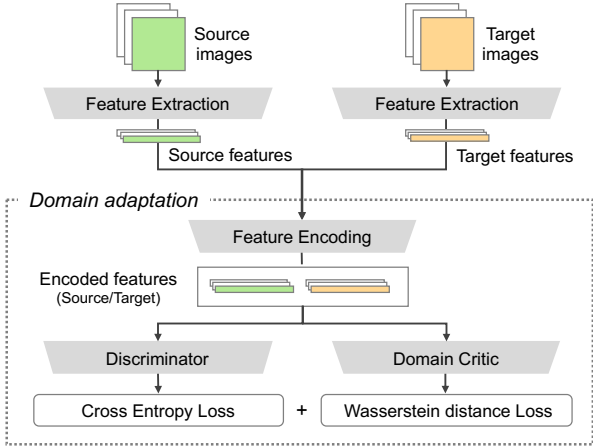 Source
images
Target
images
Feature Extraction
Feature Extraction
Source features
Target features
Domain adaptation
Feature Encoding
Encoded features
(Source/Target)
Discriminator
Domain Critic
Cross Entropy Loss
+
Wasserstein distance Loss